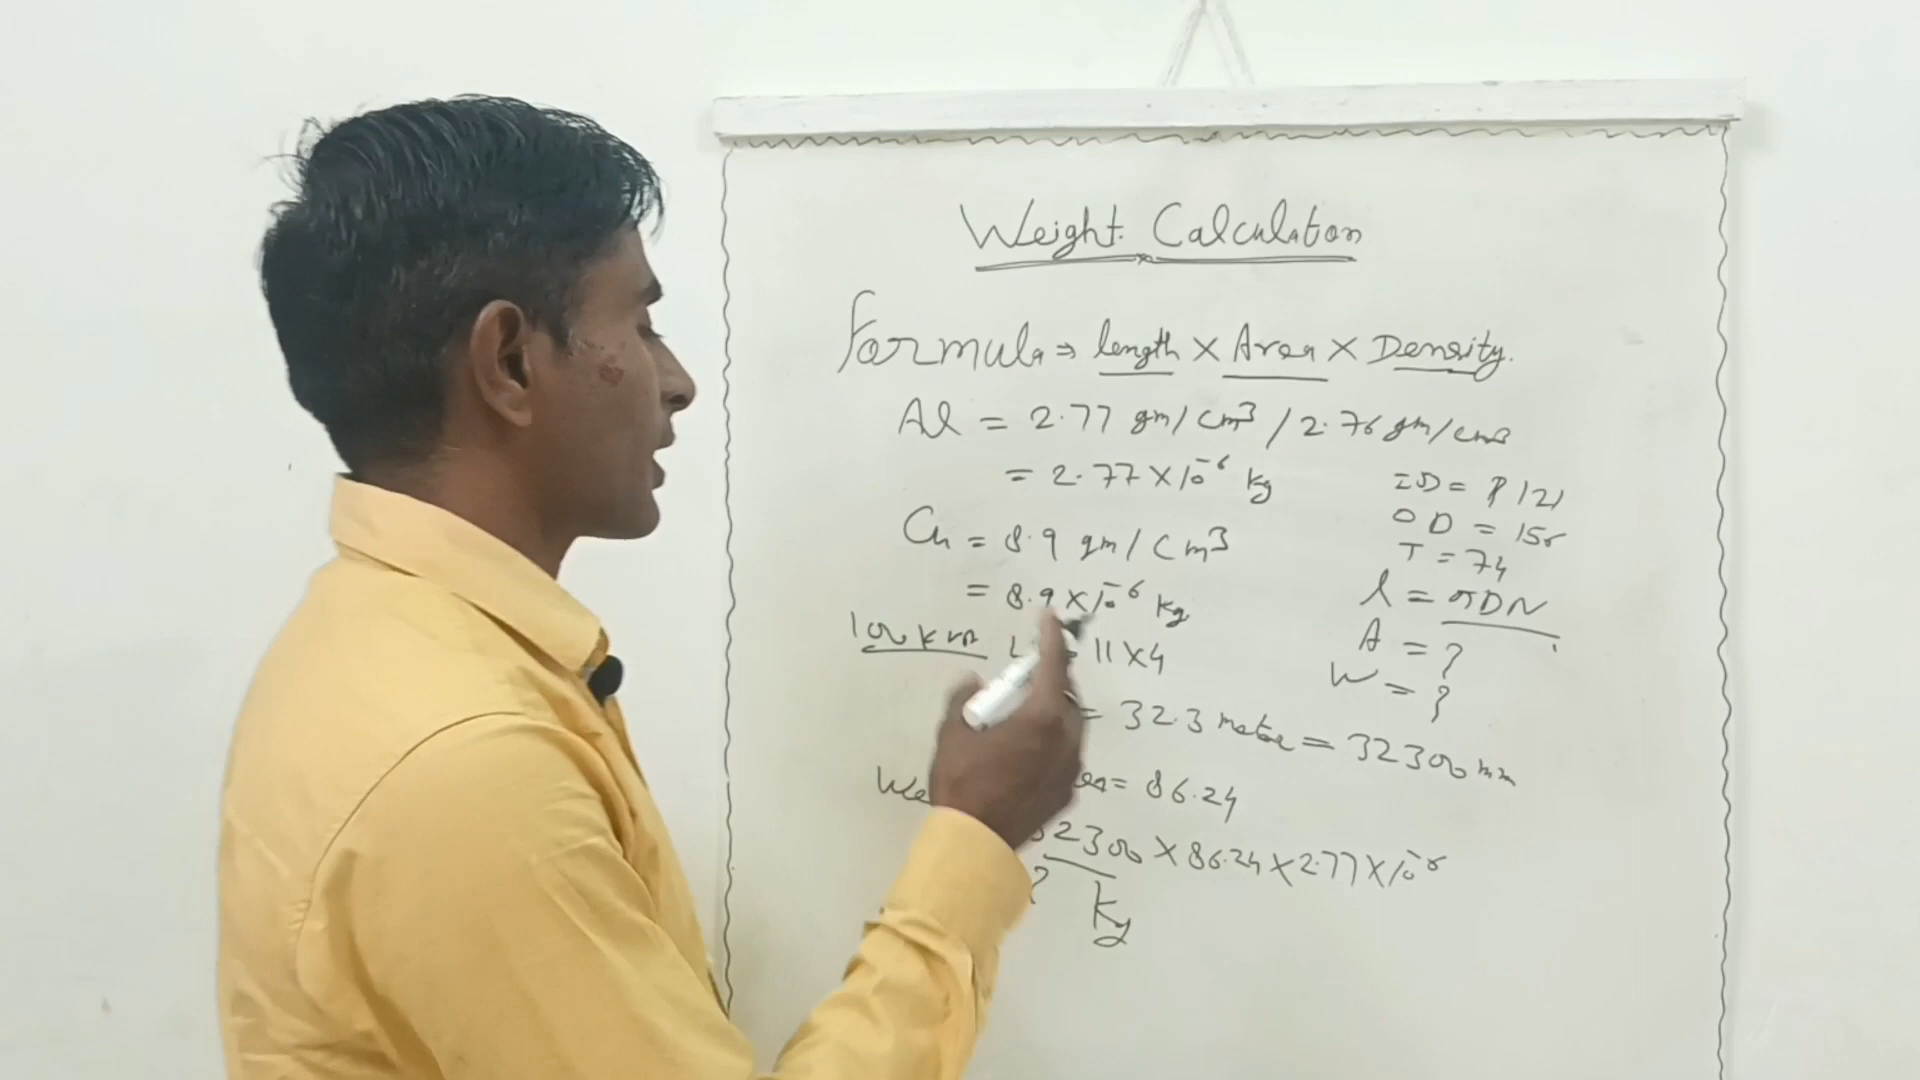 Weight Calculation
Formula ⇒ length × Area × Density.
Al = 2.77 gm/cm³ / 2.76 gm/cm³
= 2.77 × 10⁻⁶ kg
Cu = 8.9 gm/cm³
= 8.9 × 10⁻⁶ kg
100 kVA
11 × 4
= 32.3 meter = 32300 mm
= 86.24
32300 × 86.24 × 2.77 × 10⁻⁶
? kg
ID = 121
OD =
T = 74
l = πDN
A = ?
W = ?